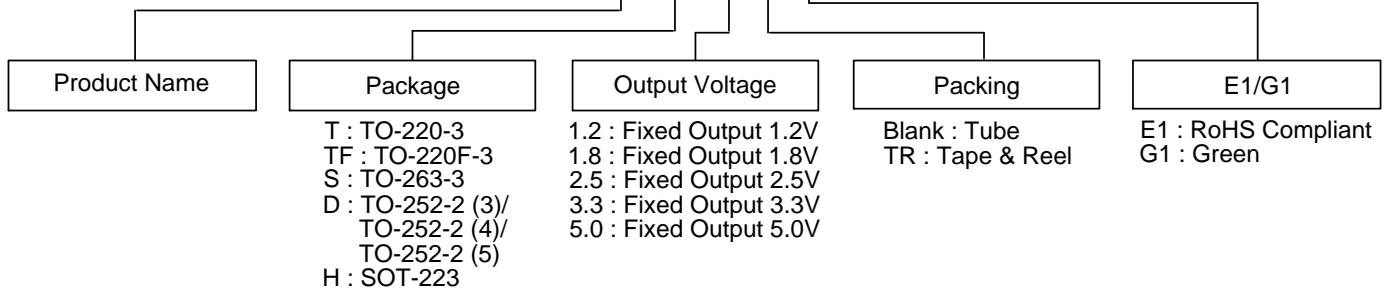 Product Name
Package
Output Voltage
Packing
E1/G1
T : TO-220-3
TF : TO-220F-3
S : TO-263-3
D : TO-252-2 (3)/
TO-252-2 (4)/
TO-252-2 (5)
H : SOT-223
1.2 : Fixed Output 1.2V
1.8 : Fixed Output 1.8V
2.5 : Fixed Output 2.5V
3.3 : Fixed Output 3.3V
5.0 : Fixed Output 5.0V
Blank : Tube
TR : Tape & Reel
E1 : RoHS Compliant
G1 : Green